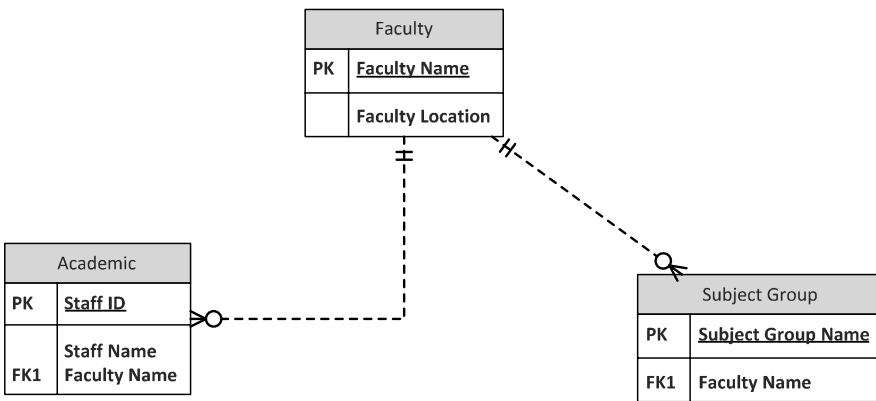 Faculty
PK Faculty Name
Faculty Location
Academic
PK Staff ID
Staff Name
FK1 Faculty Name
Subject Group
PK Subject Group Name
FK1 Faculty Name